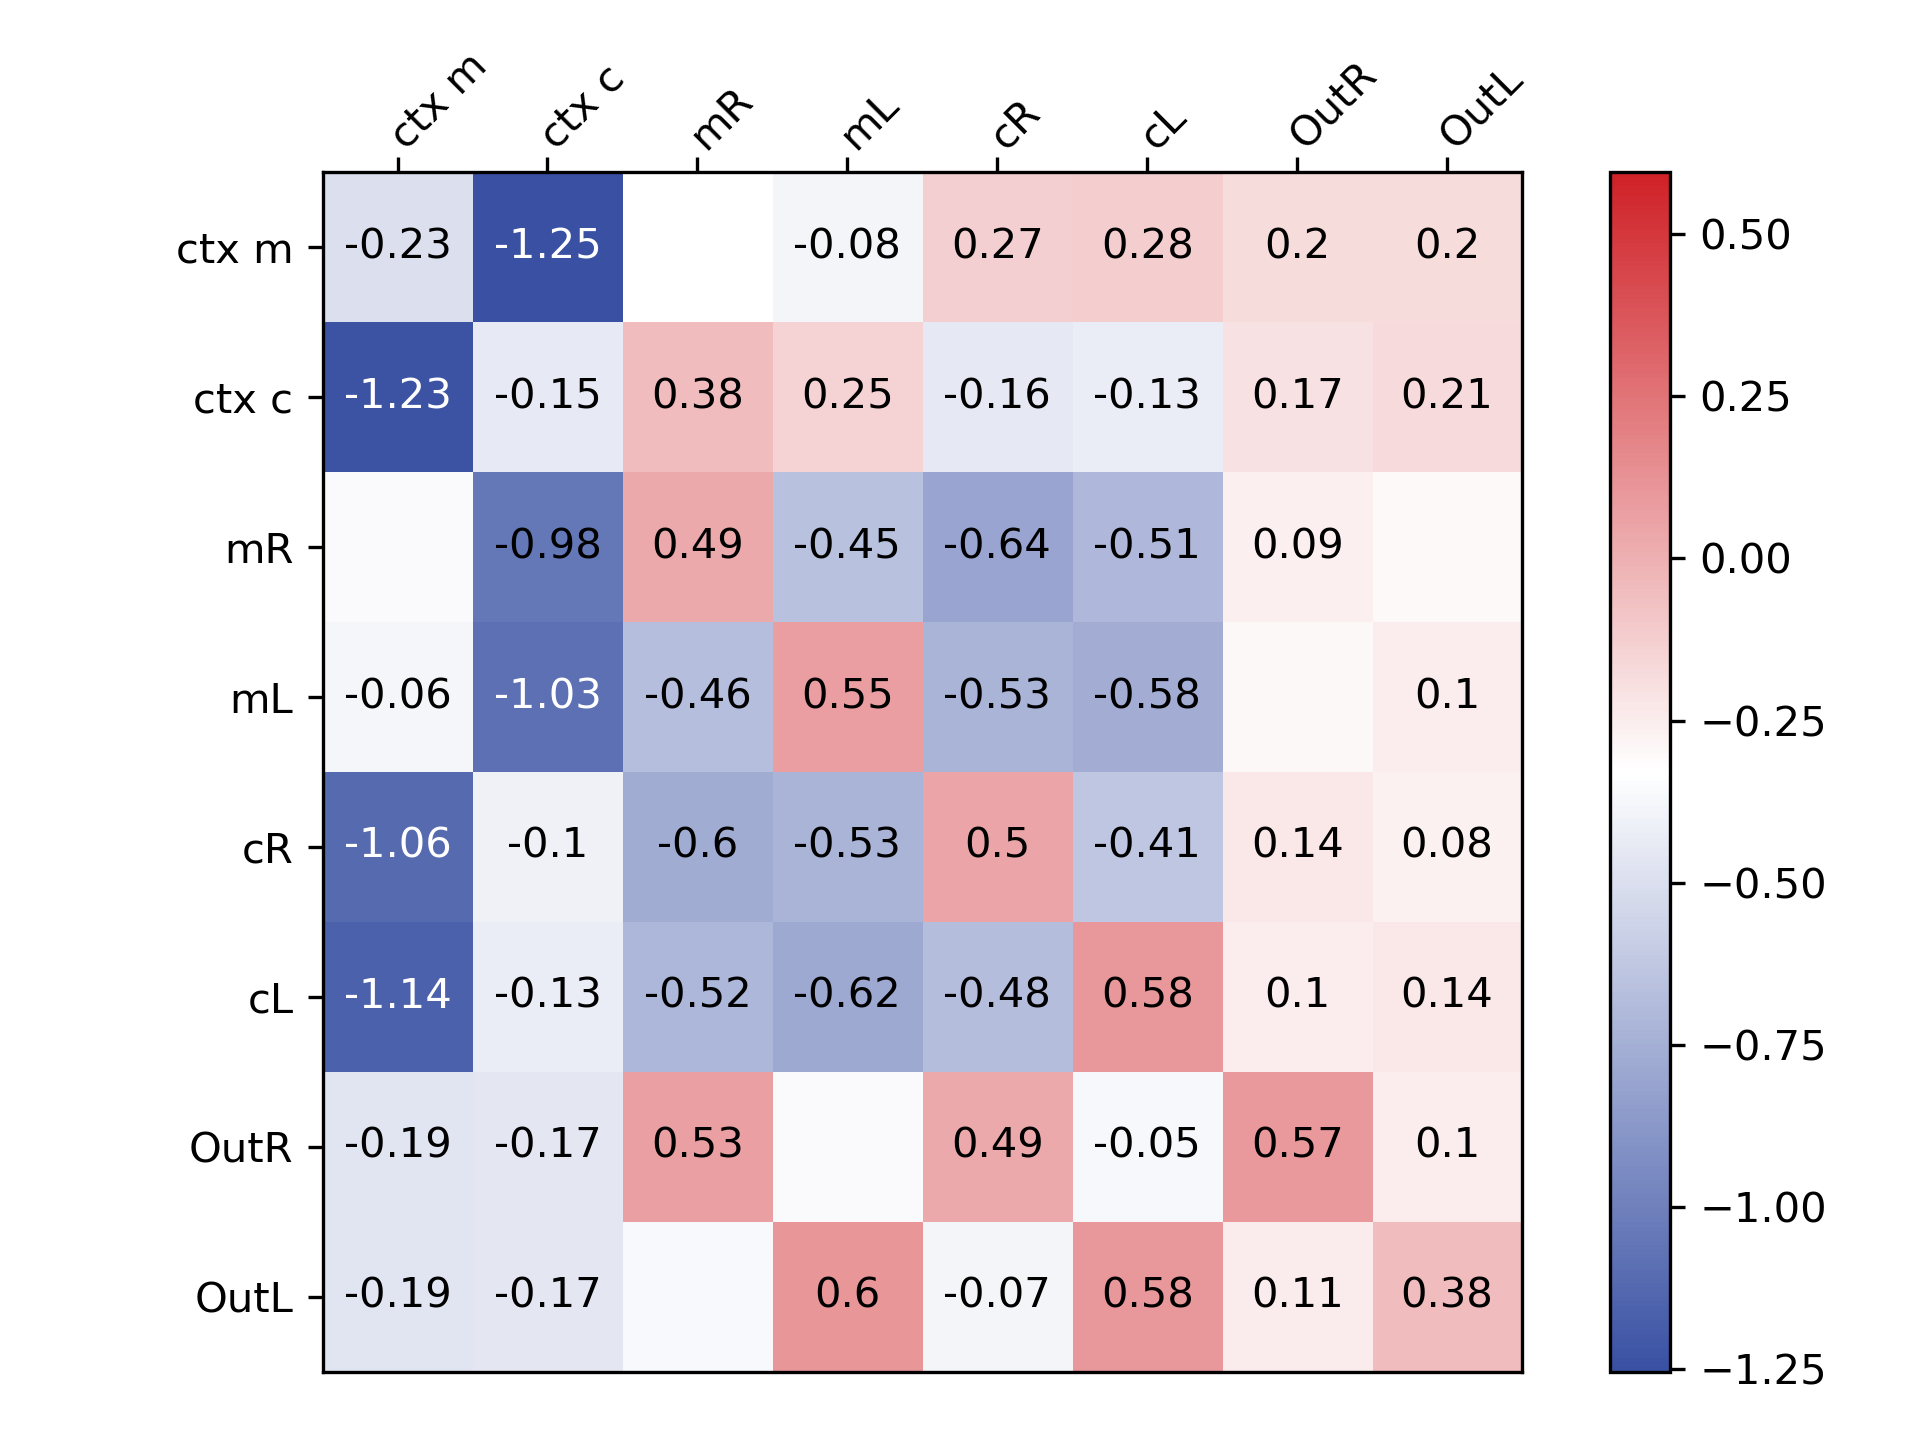 ctx m ctx c mR mL cR cL OutR OutL
ctx m -0.23 -1.25 -0.08 0.27 0.28 0.2 0.2
ctx c -1.23 -0.15 0.38 0.25 -0.16 -0.13 0.17 0.21
mR -0.98 0.49 -0.45 -0.64 -0.51 0.09
mL -0.06 -1.03 -0.46 0.55 -0.53 -0.58 0.1
cR -1.06 -0.1 -0.6 -0.53 0.5 -0.41 0.14 0.08
cL -1.14 -0.13 -0.52 -0.62 -0.48 0.58 0.1 0.14
OutR -0.19 -0.17 0.53 0.49 -0.05 0.57 0.1
OutL -0.19 -0.17 0.6 -0.07 0.58 0.11 0.38
0.50
0.25
0.00
−0.25
−0.50
−0.75
−1.00
−1.25